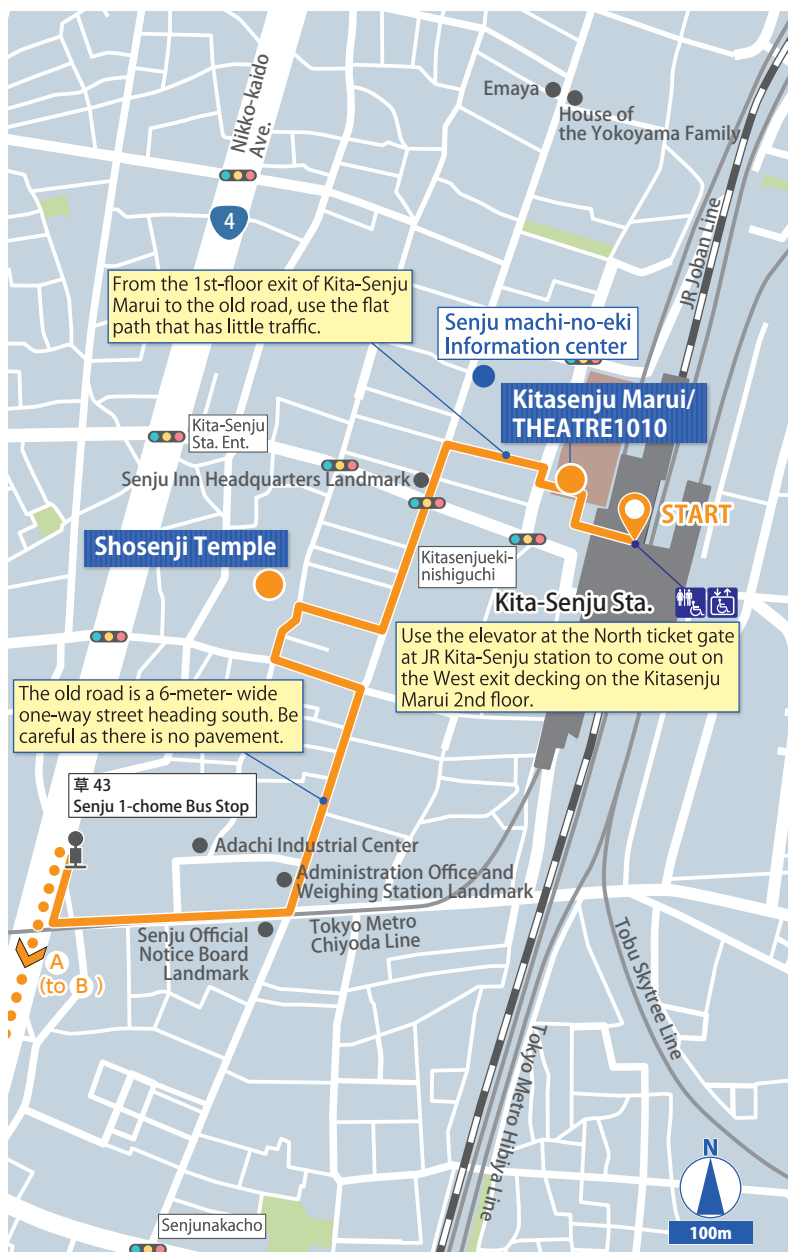 Emaya
House of
the Yokoyama Family
Nikko-kaido
Ave.
4
JR Joban Line
From the 1st-floor exit of Kita-Senju
Marui to the old road, use the flat
path that has little traffic.
Senju machi-no-eki
Information center
Kitasenju Marui/
THEATRE1010
Kita-Senju
Sta. Ent.
Senju Inn Headquarters Landmark
START
Shosenji Temple
Kitasenjueki-
nishiguchi
Kita-Senju Sta.
Use the elevator at the North ticket gate
at JR Kita-Senju station to come out on
the West exit decking on the Kitasenju
Marui 2nd floor.
The old road is a 6-meter- wide
one-way street heading south. Be
careful as there is no pavement.
草 43
Senju 1-chome Bus Stop
Adachi Industrial Center
Administration Office and
Weighing Station Landmark
Tokyo Metro
Chiyoda Line
Senju Official
Notice Board
Landmark
A
(to B )
Tobu Skytree Line
Tokyo Metro Hibiya Line
Senjunakacho
N
100m